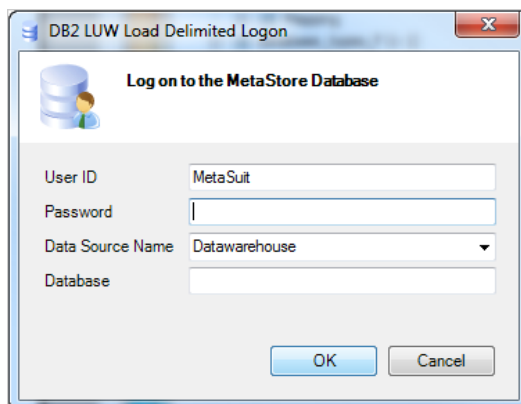 DB2 LUW Load Delimited Logon
Log on to the MetaStore Database
User ID MetaSuit
Password
Data Source Name Datawarehouse
Database
OK Cancel